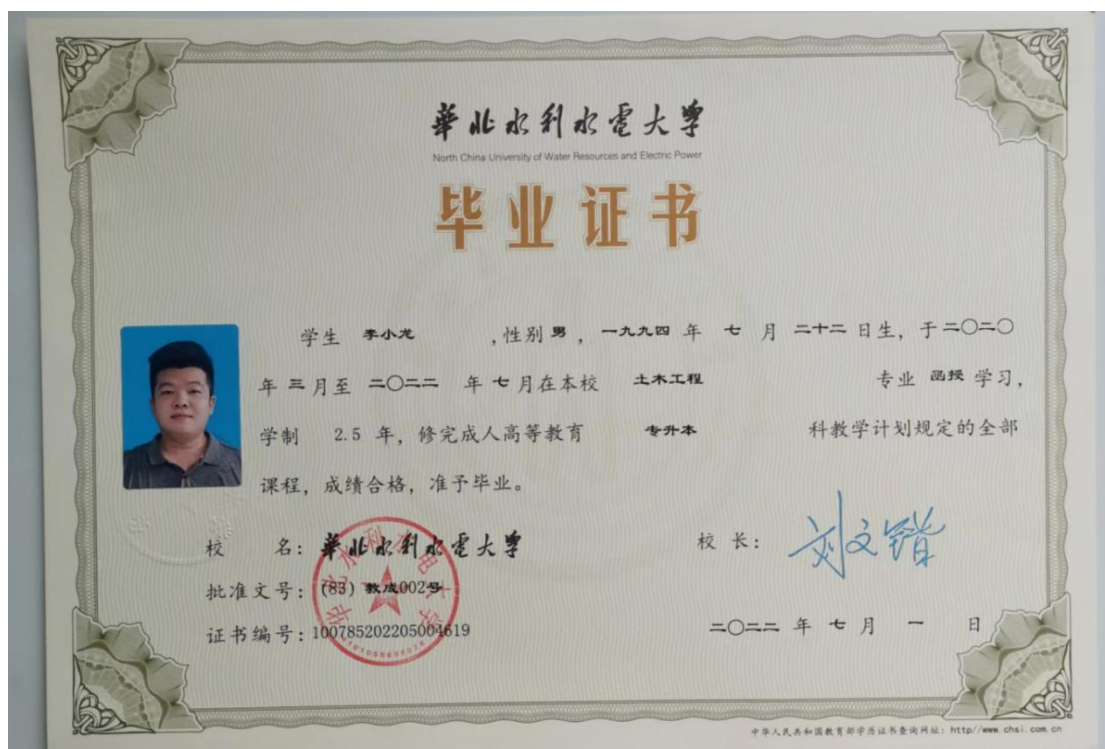 華北水利水電大學
North China University of Water Resources and Electric Power
毕业证书
学生 李小龙 ,性别 男 , 一九九四 年 七 月 二十二 日生, 于二〇二〇
年 三 月至 二〇二二 年 七 月在本校 土木工程 专业 函授 学习,
学制 2.5 年, 修完成人高等教育 专升本 科教学计划规定的全部
课程, 成绩合格, 准予毕业。
校 名: 華北水利水電大學
校 长: 刘文锴
批准文号: (83) 教成002号
证书编号: 100785202205004619
二〇二二 年 七 月 一 日
华北水利水电大学
中华人民共和国教育部学历证书查询网址: http//www.chsi.com.cn